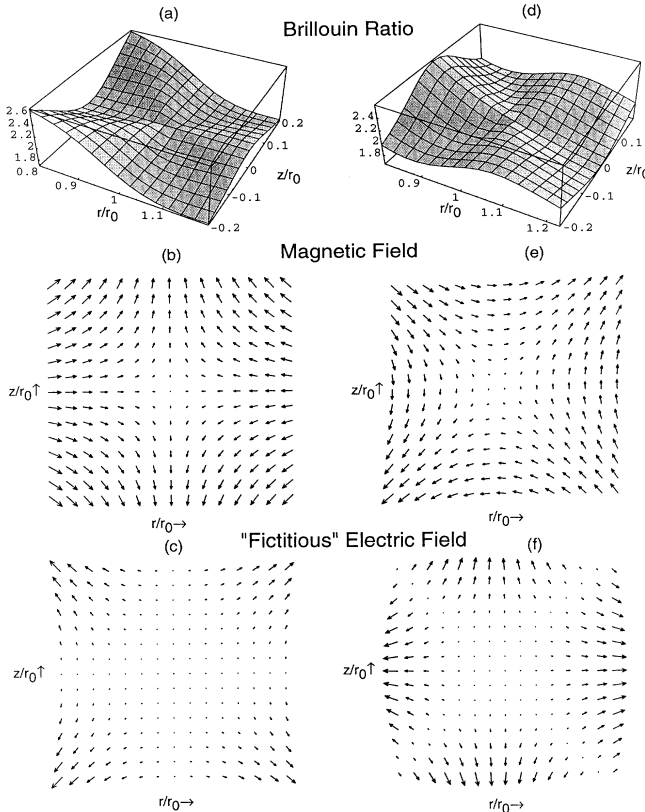 (a)
(d)
Brillouin Ratio
2.6
2.4
2.2
2
1.8
0.8
0.9
1
1.1
r/r0
-0.2
-0.1
0
0.1
0.2
z/r0
2.4
2.2
2
1.8
0.9
1
1.1
1.2
r/r0
-0.2
-0.1
0
0.1
z/r0
Magnetic Field
(b)
(e)
z/r0↑
z/r0↑
r/r0→
r/r0→
"Fictitious" Electric Field
(c)
(f)
z/r0↑
z/r0↑
r/r0→
r/r0→